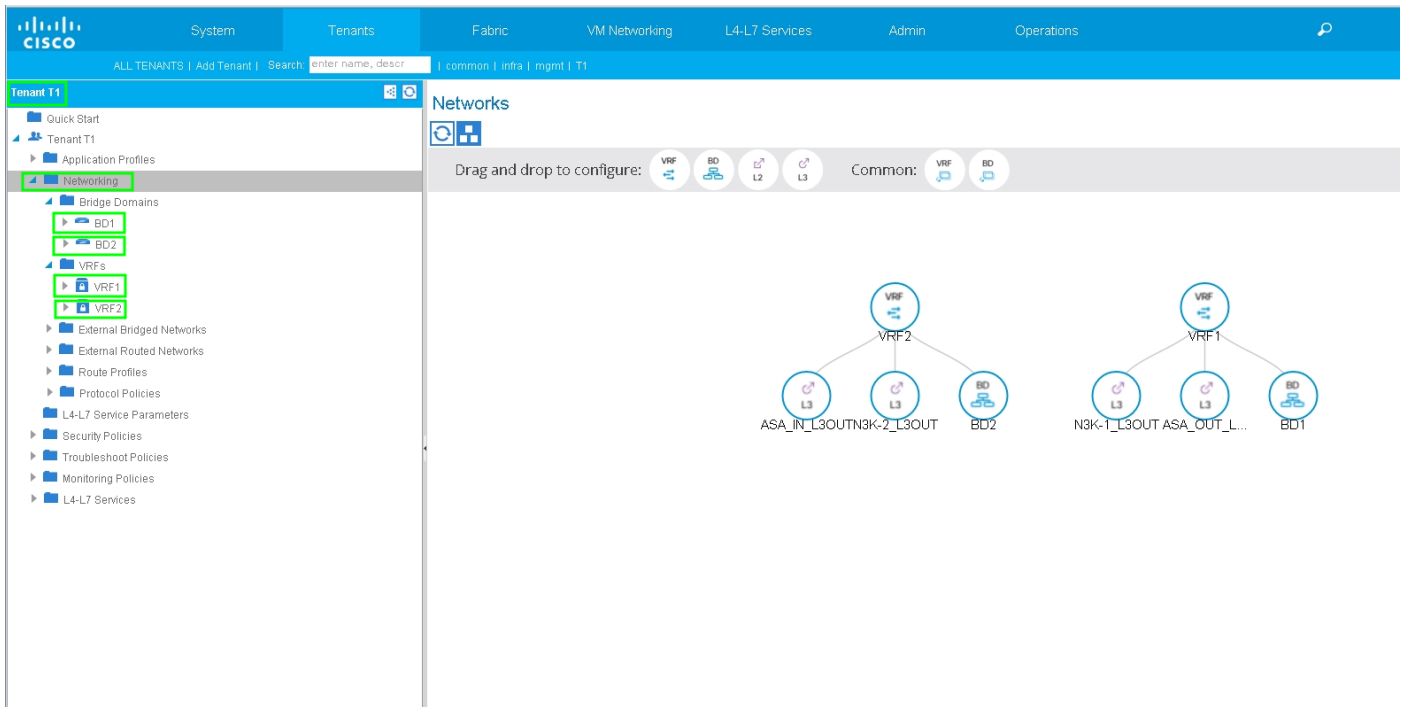 CISCO
System Tenants Fabric VM Networking L4-L7 Services Admin Operations
ALL TENANTS | Add Tenant | Search: enter name, descr | common | infra | mgmt | T1
Tenant T1
Quick Start
Tenant T1
Application Profiles
Networking
Bridge Domains
BD1
BD2
VRFs
VRF1
VRF2
External Bridged Networks
External Routed Networks
Route Profiles
Protocol Policies
L4-L7 Service Parameters
Security Policies
Troubleshoot Policies
Monitoring Policies
L4-L7 Services
Networks
Drag and drop to configure: VRF BD L2 L3 Common: VRF BD
VRF VRF
VRF2 VRF1
L3 L3 BD L3 L3 BD
ASA_IN_L3OUT N3K-2_L3OUT BD2 N3K-1_L3OUT ASA_OUT_L... BD1